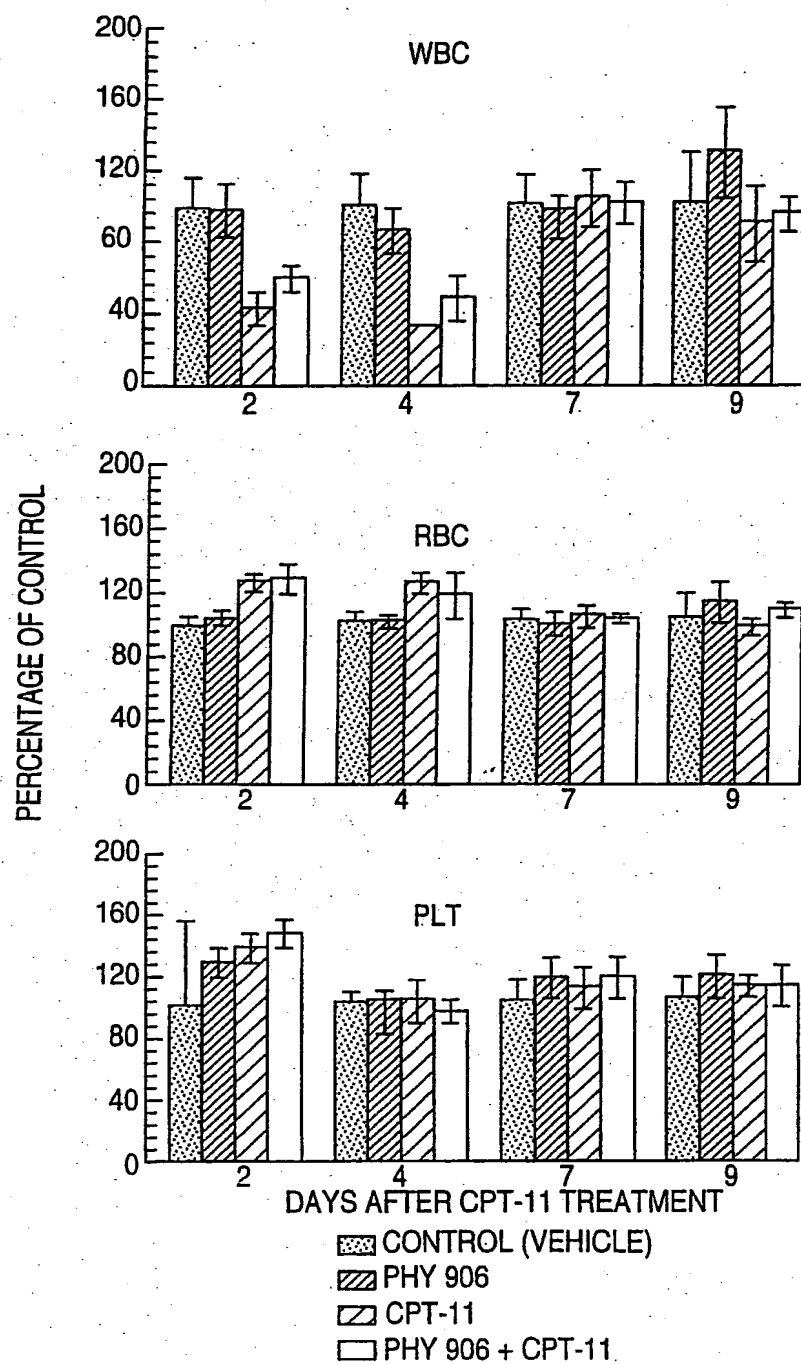 WBC
200
160
120
60
40
0
2 4 7 9
PERCENTAGE OF CONTROL
RBC
200
160
120
80
40
0
2 4 7 9
PLT
200
160
120
80
40
0
2 4 7 9
DAYS AFTER CPT-11 TREATMENT
CONTROL (VEHICLE)
PHY 906
CPT-11
PHY 906 + CPT-11